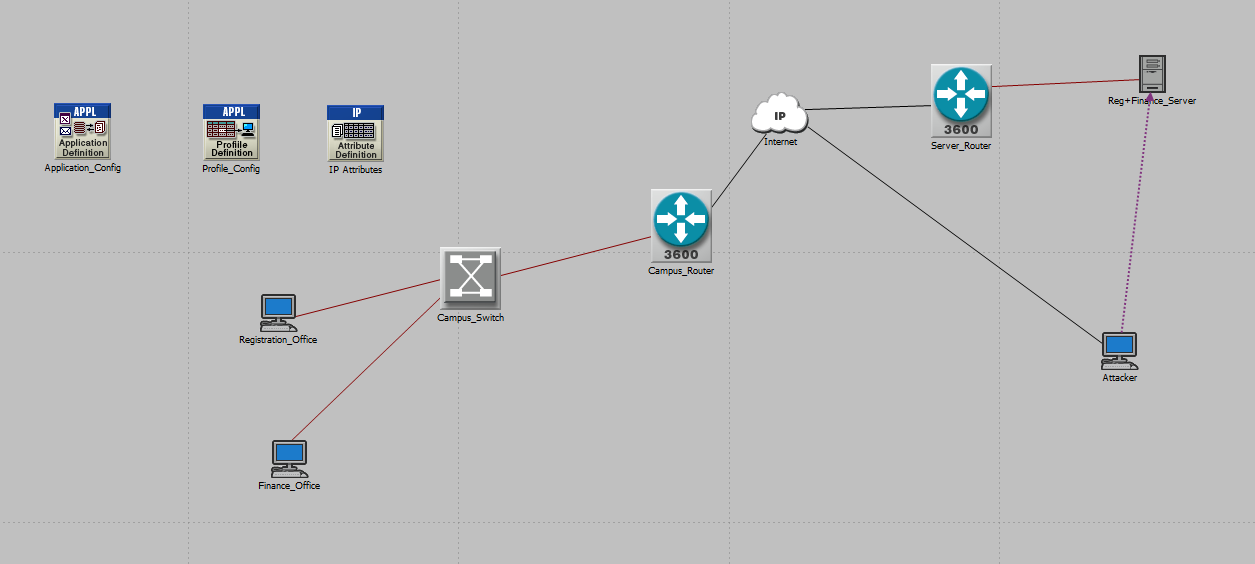 APPL
Application
Definition
Application_Config
APPL
Profile
Definition
Profile_Config
IP
Attribute
Definition
IP Attributes
IP
Internet
3600
Server_Router
Reg+Finance_Server
3600
Campus_Router
Campus_Switch
Registration_Office
Attacker
Finance_Office